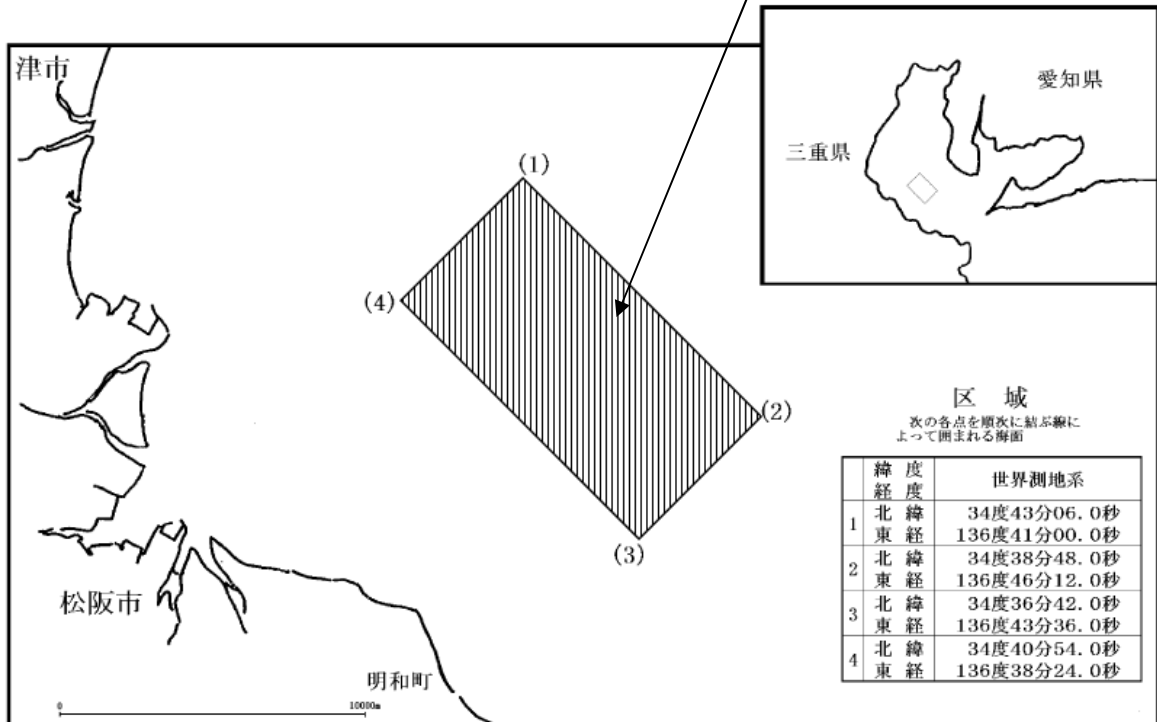 津市
愛知県
三重県
(1)
(4)
(2)
(3)
松阪市
明和町
0 10000m
区域
次の各点を順次に結ぶ線に
よって囲まれる海面
緯度
経度
世界測地系
1 北緯 34度43分06.0秒
東経 136度41分00.0秒
2 北緯 34度38分48.0秒
東経 136度46分12.0秒
3 北緯 34度36分42.0秒
東経 136度43分36.0秒
4 北緯 34度40分54.0秒
東経 136度38分24.0秒